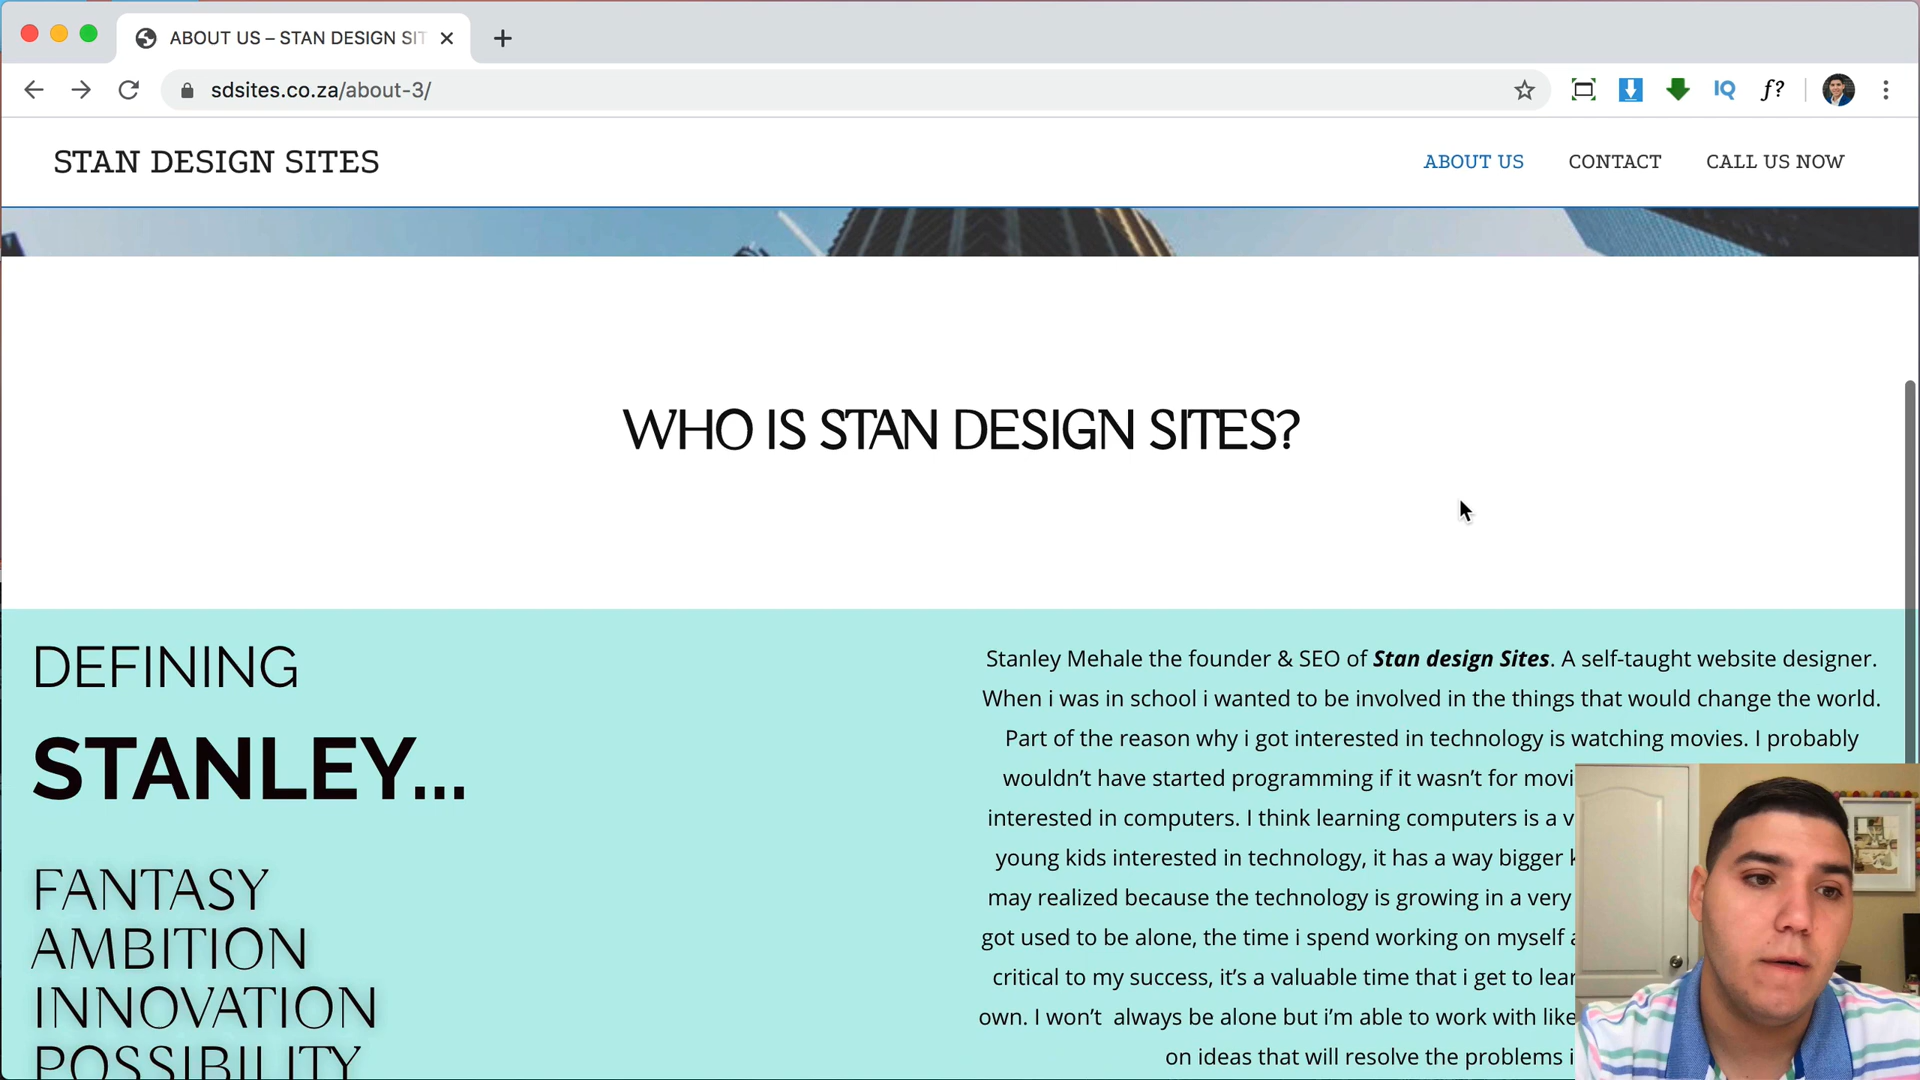 ABOUT US – STAN DESIGN SIT
sdsites.co.za/about-3/
IQ
f?
STAN DESIGN SITES
ABOUT US
CONTACT
CALL US NOW
WHO IS STAN DESIGN SITES?
DEFINING
STANLEY...
FANTASY
AMBITION
INNOVATION
POSSIBILITY
Stanley Mehale the founder & SEO of Stan design Sites. A self-taught website designer.
When i was in school i wanted to be involved in the things that would change the world.
Part of the reason why i got interested in technology is watching movies. I probably
wouldn’t have started programming if it wasn’t for movi
interested in computers. I think learning computers is a v
young kids interested in technology, it has a way bigger
may realized because the technology is growing in a very
got used to be alone, the time i spend working on myself
critical to my success, it’s a valuable time that i get to lear
own. I won’t always be alone but i’m able to work with like
on ideas that will resolve the problems i